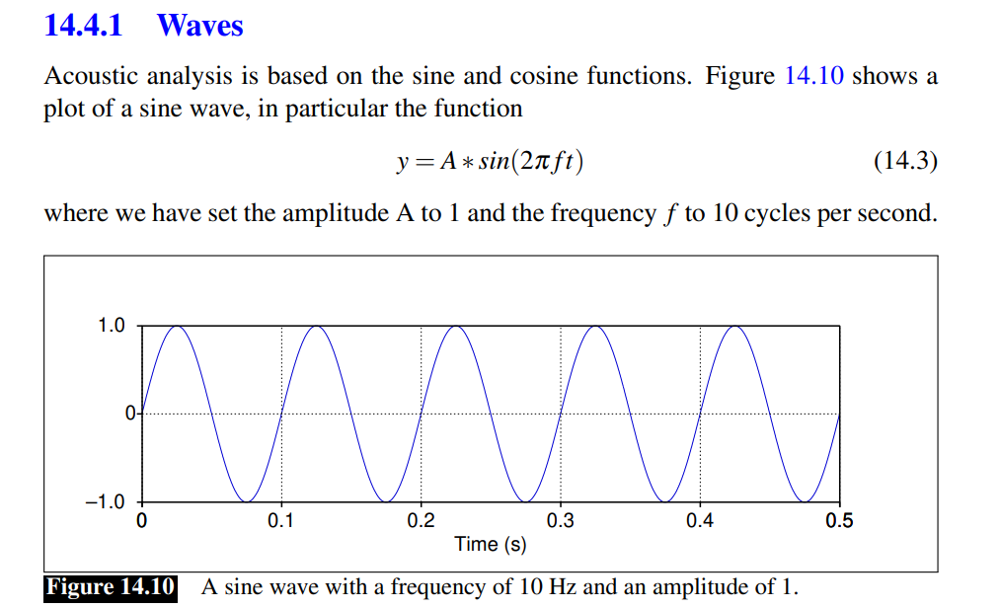 14.4.1 Waves
Acoustic analysis is based on the sine and cosine functions. Figure 14.10 shows a
plot of a sine wave, in particular the function
y = A ∗ sin(2πft) (14.3)
where we have set the amplitude A to 1 and the frequency f to 10 cycles per second.
1.0
0
–1.0
0 0.1 0.2 0.3 0.4 0.5
Time (s)
Figure 14.10 A sine wave with a frequency of 10 Hz and an amplitude of 1.